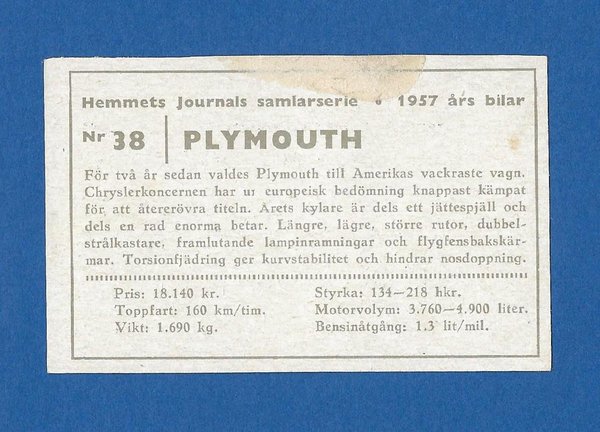 Hemmets Journals samlarserie • 1957 års bilar
Nr 38 | PLYMOUTH
För två år sedan valdes Plymouth till Amerikas vackraste vagn.
Chryslerkoncernen har ur europeisk bedömning knappast kämpat
för att återerövra titeln. Årets kylare är dels ett jättespjäll och
dels en rad enorma betar. Längre, lägre, större rutor, dubbel-
strålkastare, framlutande lampinramningar och flygfensbakskär-
mar. Torsionfjädring ger kurvstabilitet och hindrar nosdoppning.
Pris: 18.140 kr.
Toppfart: 160 km/tim.
Vikt: 1.690 kg.
Styrka: 134—218 hkr.
Motorvolym: 3.760—4.900 liter.
Bensinåtgång: 1.3 lit/mil.